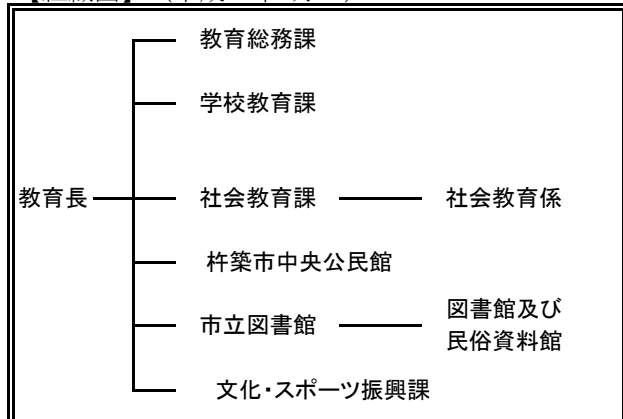 教育総務課
学校教育課
教育長
社会教育課
社会教育係
杵築市中央公民館
市立図書館
図書館及び
民俗資料館
文化・スポーツ振興課